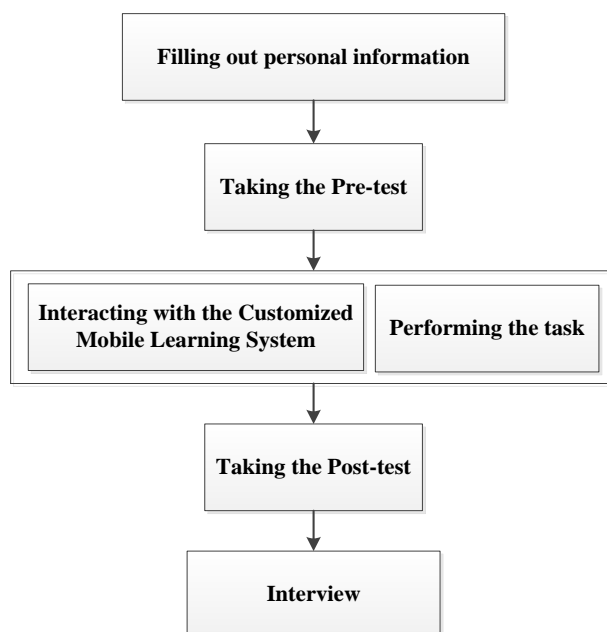 Filling out personal information
Taking the Pre-test
Interacting with the Customized
Mobile Learning System
Performing the task
Taking the Post-test
Interview